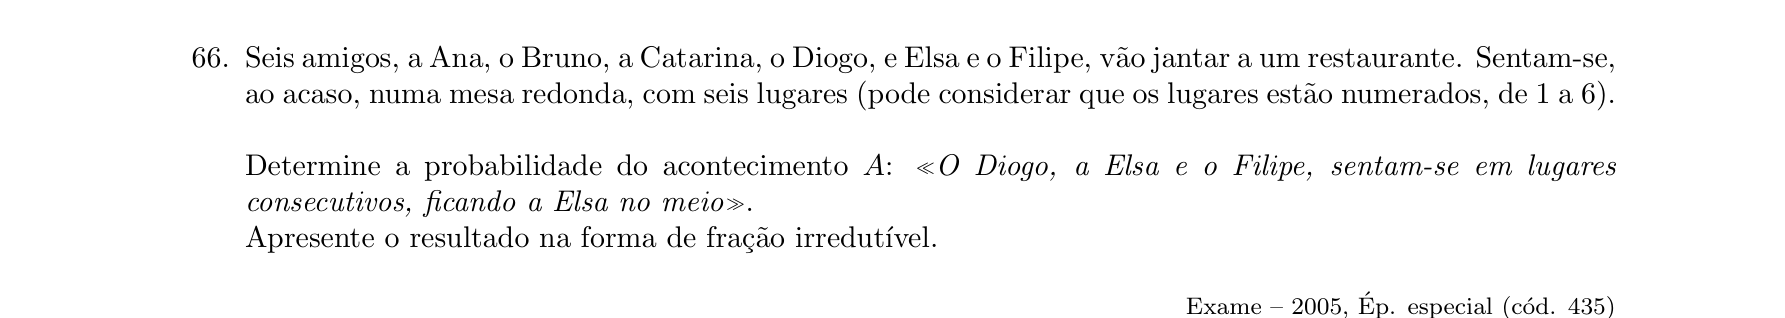 66. Seis amigos, a Ana, o Bruno, a Catarina, o Diogo, e Elsa e o Filipe, vão jantar a um restaurante. Sentam-se,
ao acaso, numa mesa redonda, com seis lugares (pode considerar que os lugares estão numerados, de 1 a 6).
Determine a probabilidade do acontecimento A: ≪O Diogo, a Elsa e o Filipe, sentam-se em lugares
consecutivos, ficando a Elsa no meio≫.
Apresente o resultado na forma de fração irredutível.
Exame – 2005, Ép. especial (cód. 435)